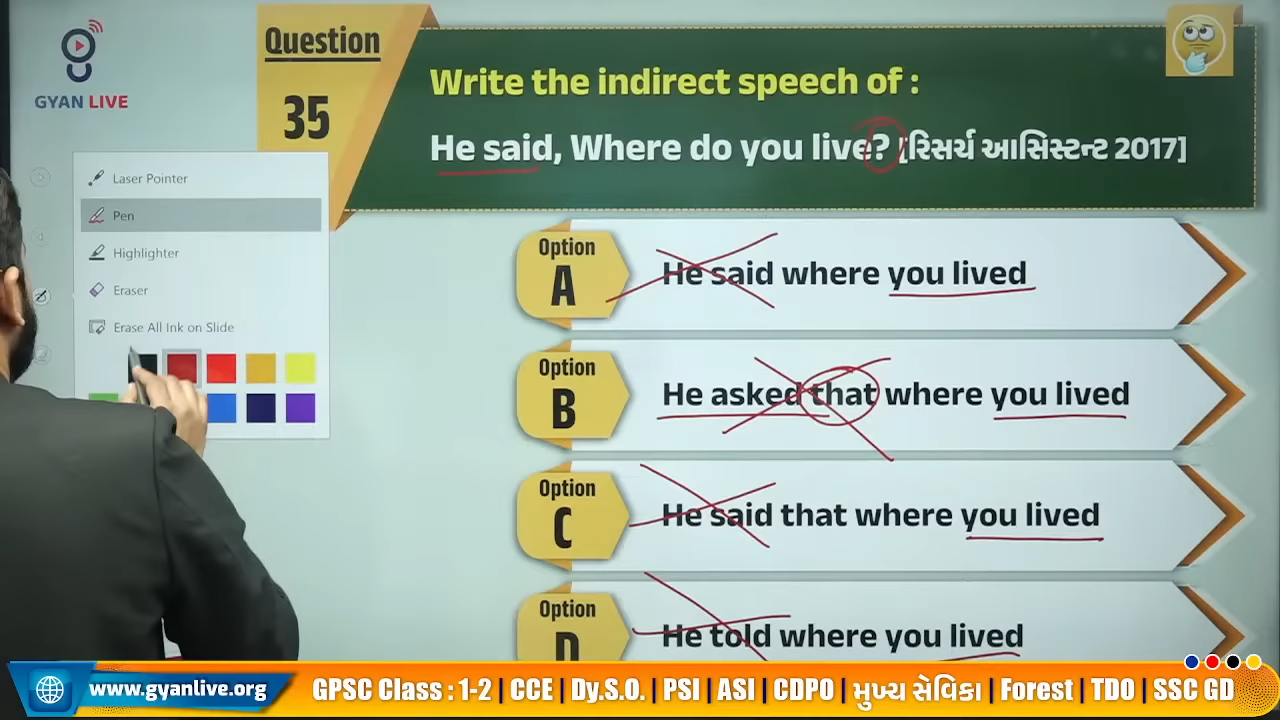 GYAN LIVE
Question
35
Write the indirect speech of :
He said, Where do you live? [રિસર્ચ આસિસ્ટન્ટ 2017]
Laser Pointer
Pen
Highlighter
Eraser
Erase All Ink on Slide
Option
A
He said where you lived
Option
B
He asked that where you lived
Option
C
He said that where you lived
Option
D
He told where you lived
www.gyanlive.org
GPSC Class : 1-2 | CCE | Dy.S.O. | PSI | ASI | CDPO | મુખ્ય સેવિકા | Forest | TDO | SSC GD